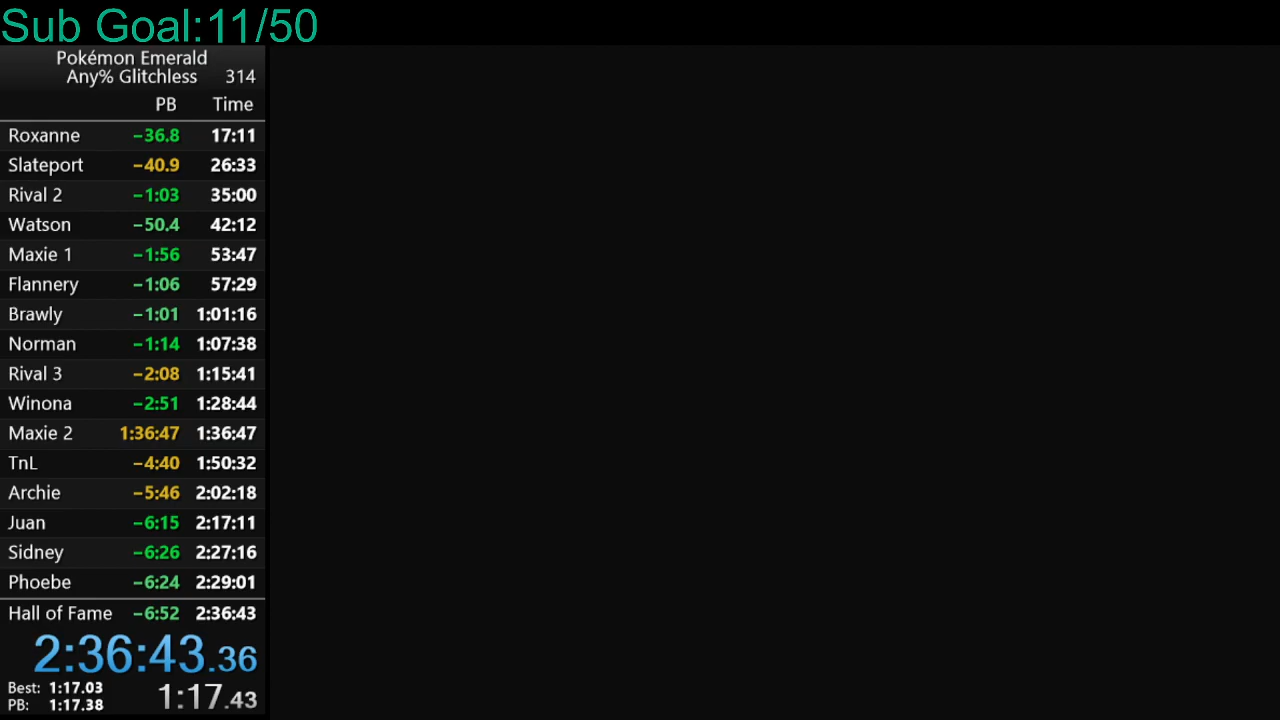 Sub Goal:11/50
Pokémon Emerald
Any% Glitchless 314
PB Time
Roxanne −36.8 17:11
Slateport −40.9 26:33
Rival 2 −1:03 35:00
Watson −50.4 42:12
Maxie 1 −1:56 53:47
Flannery −1:06 57:29
Brawly −1:01 1:01:16
Norman −1:14 1:07:38
Rival 3 −2:08 1:15:41
Winona −2:51 1:28:44
Maxie 2 1:36:47 1:36:47
TnL −4:40 1:50:32
Archie −5:46 2:02:18
Juan −6:15 2:17:11
Sidney −6:26 2:27:16
Phoebe −6:24 2:29:01
Hall of Fame −6:52 2:36:43
2:36:43.36
Best: 1:17.03
PB: 1:17.38
1:17.43